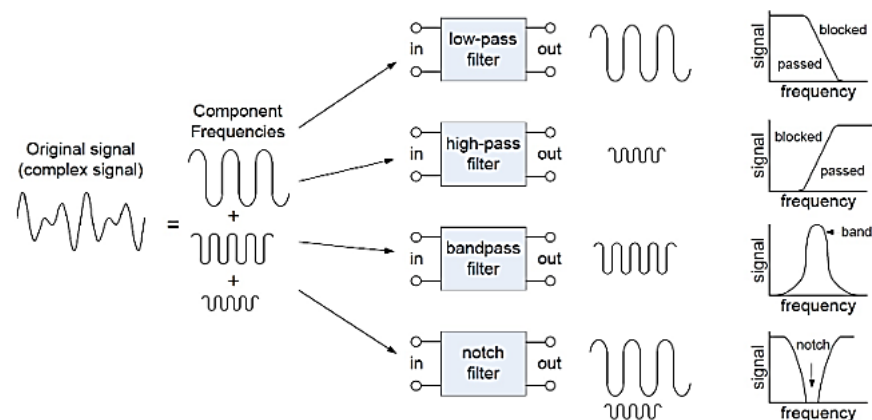 Original signal
(complex signal)
=
Component
Frequencies
+
+
in
low-pass
filter
out
signal
blocked
passed
frequency
in
high-pass
filter
out
signal
blocked
passed
frequency
in
bandpass
filter
out
signal
band
frequency
in
notch
filter
out
signal
notch
frequency